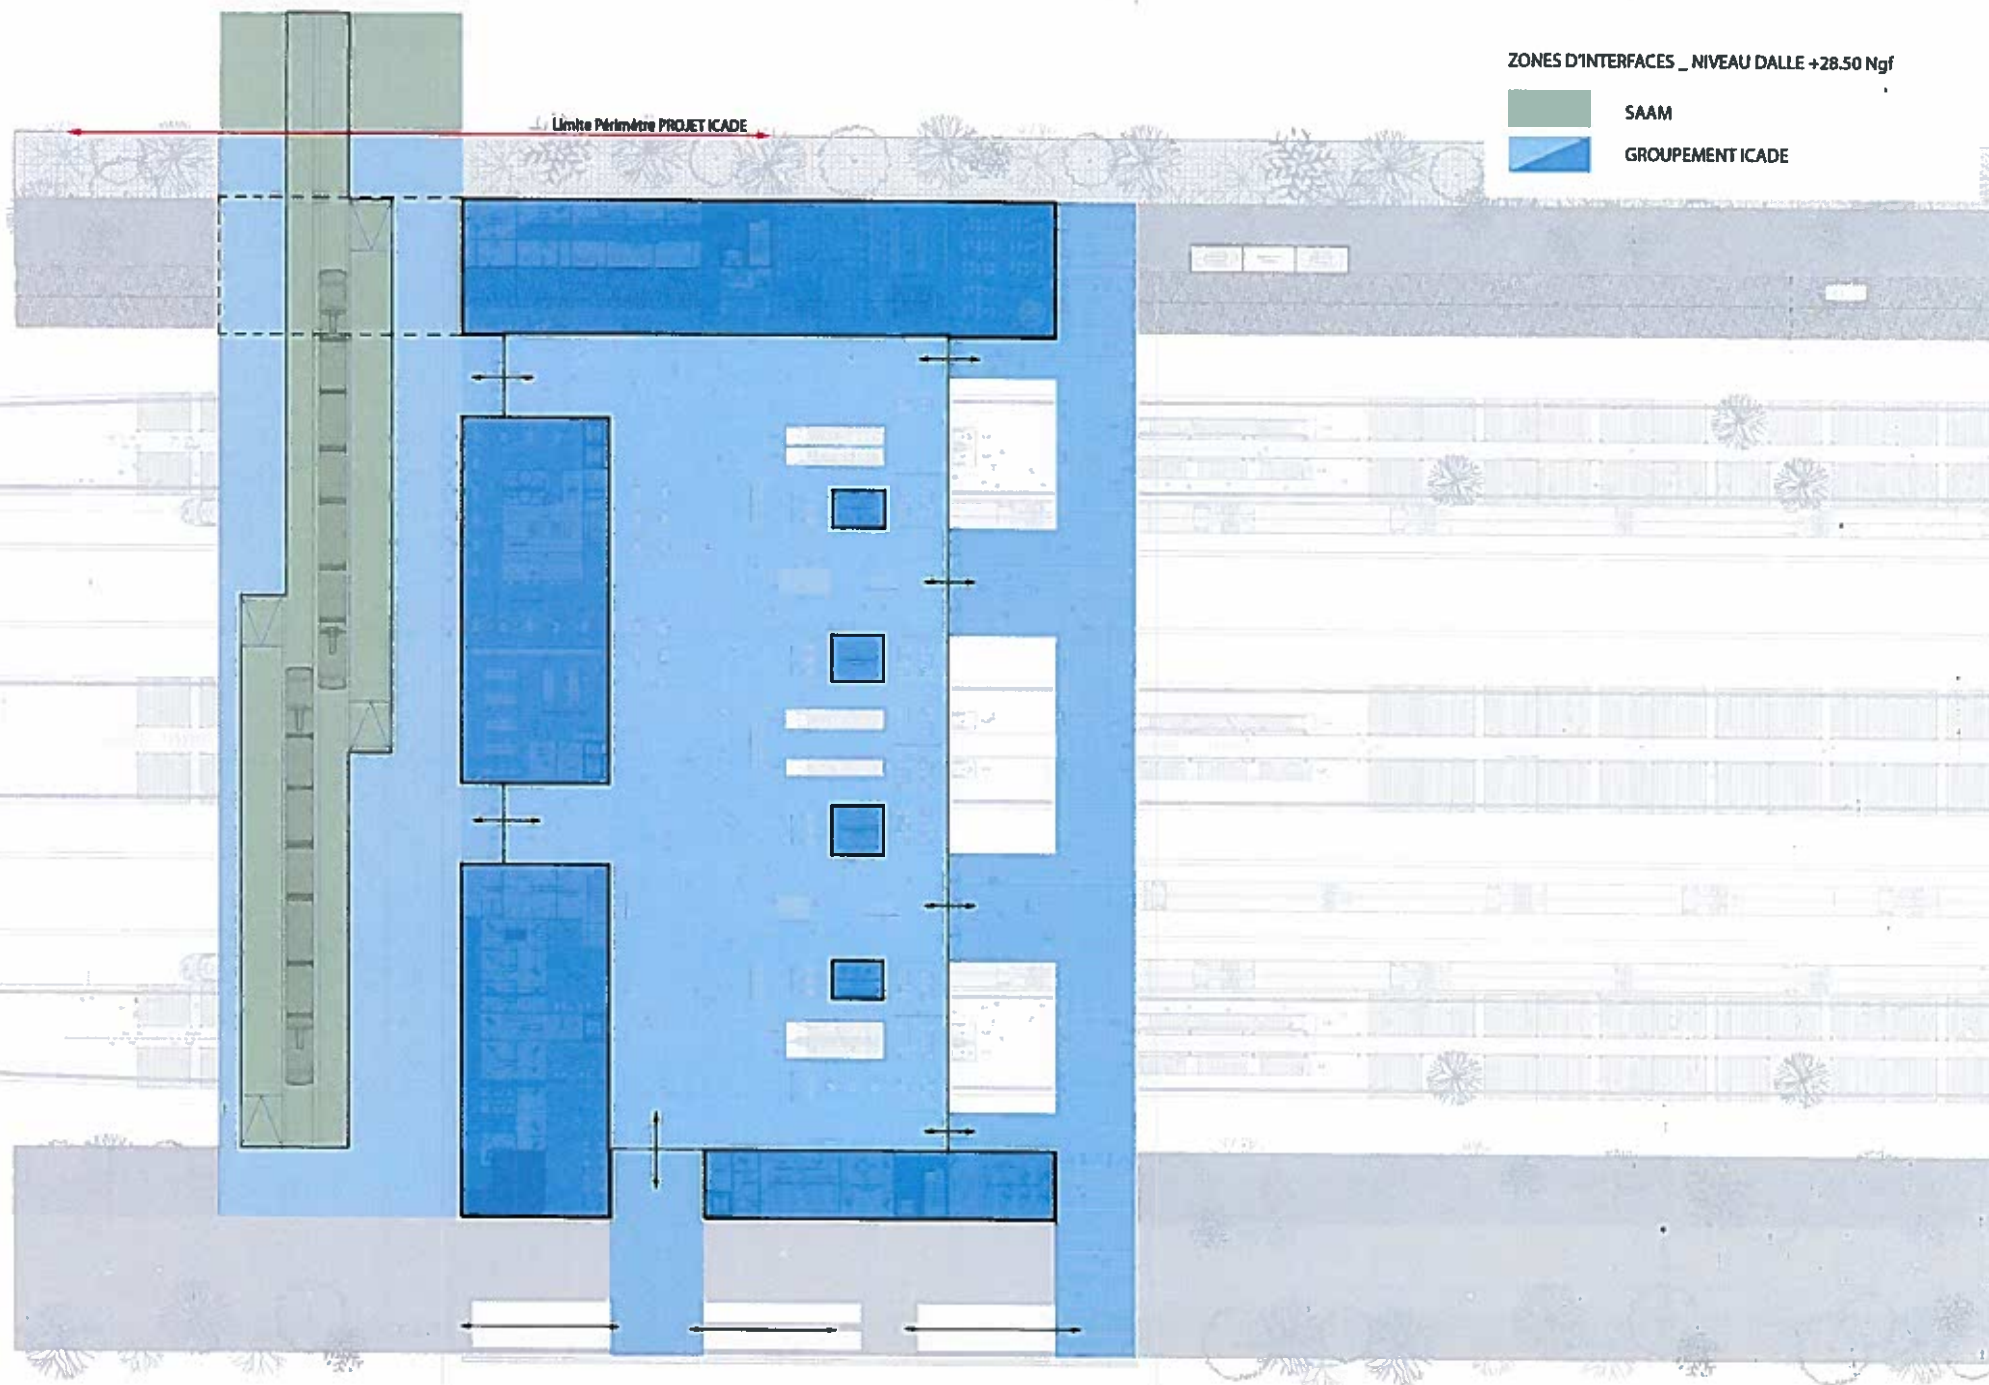 ZONES D'INTERFACES _ NIVEAU DALLE +28.50 Ngf
SAAM
GROUPEMENT ICADE
Limite Périmètre PROJET ICADE